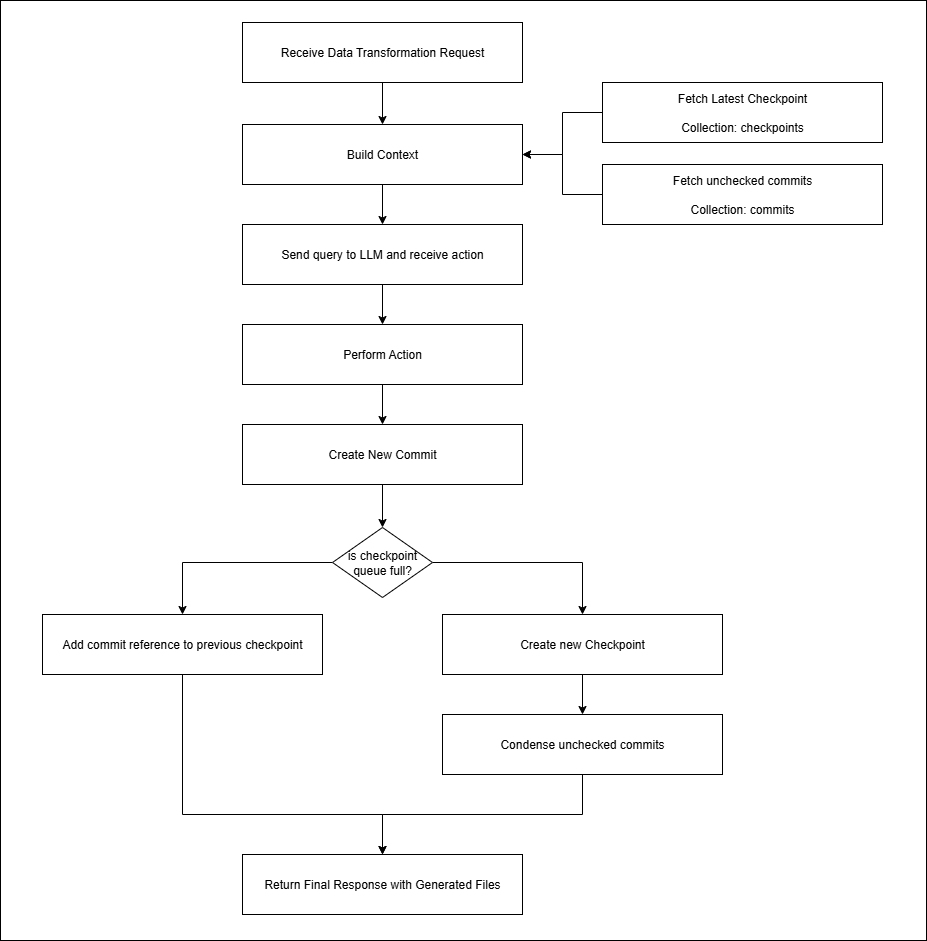 Receive Data Transformation Request
Fetch Latest Checkpoint
Collection: checkpoints
Build Context
Fetch unchecked commits
Collection: commits
Send query to LLM and receive action
Perform Action
Create New Commit
is checkpoint
queue full?
Add commit reference to previous checkpoint
Create new Checkpoint
Condense unchecked commits
Return Final Response with Generated Files